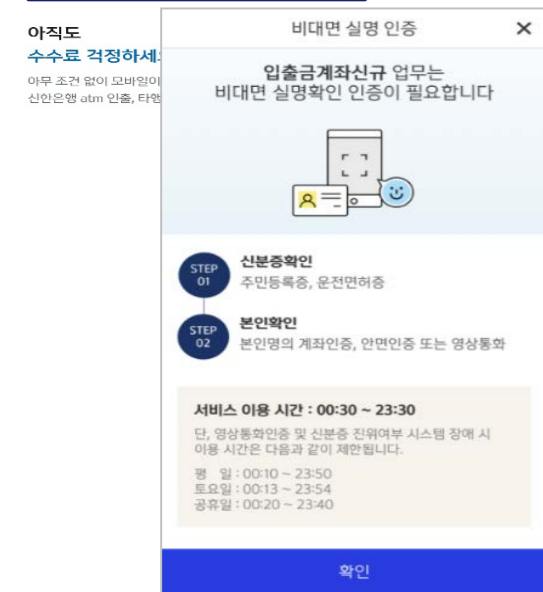 비대면 실명 인증
아직도
수수료 걱정하세
아무 조건 없이 모바일이
신한은행 atm 인출, 타행
입출금계좌신규 업무는
비대면 실명확인 인증이 필요합니다
STEP
01
신분증확인
주민등록증, 운전면허증
STEP
02
본인확인
본인명의 계좌인증, 안면인증 또는 영상통화
서비스 이용 시간 : 00:30 ~ 23:30
단, 영상통화인증 및 신분증 진위여부 시스템 장애 시
이용 시간은 다음과 같이 제한됩니다.
평 일 : 00:10 ~ 23:50
토요일 : 00:13 ~ 23:54
공휴일 : 00:20 ~ 23:40
확인